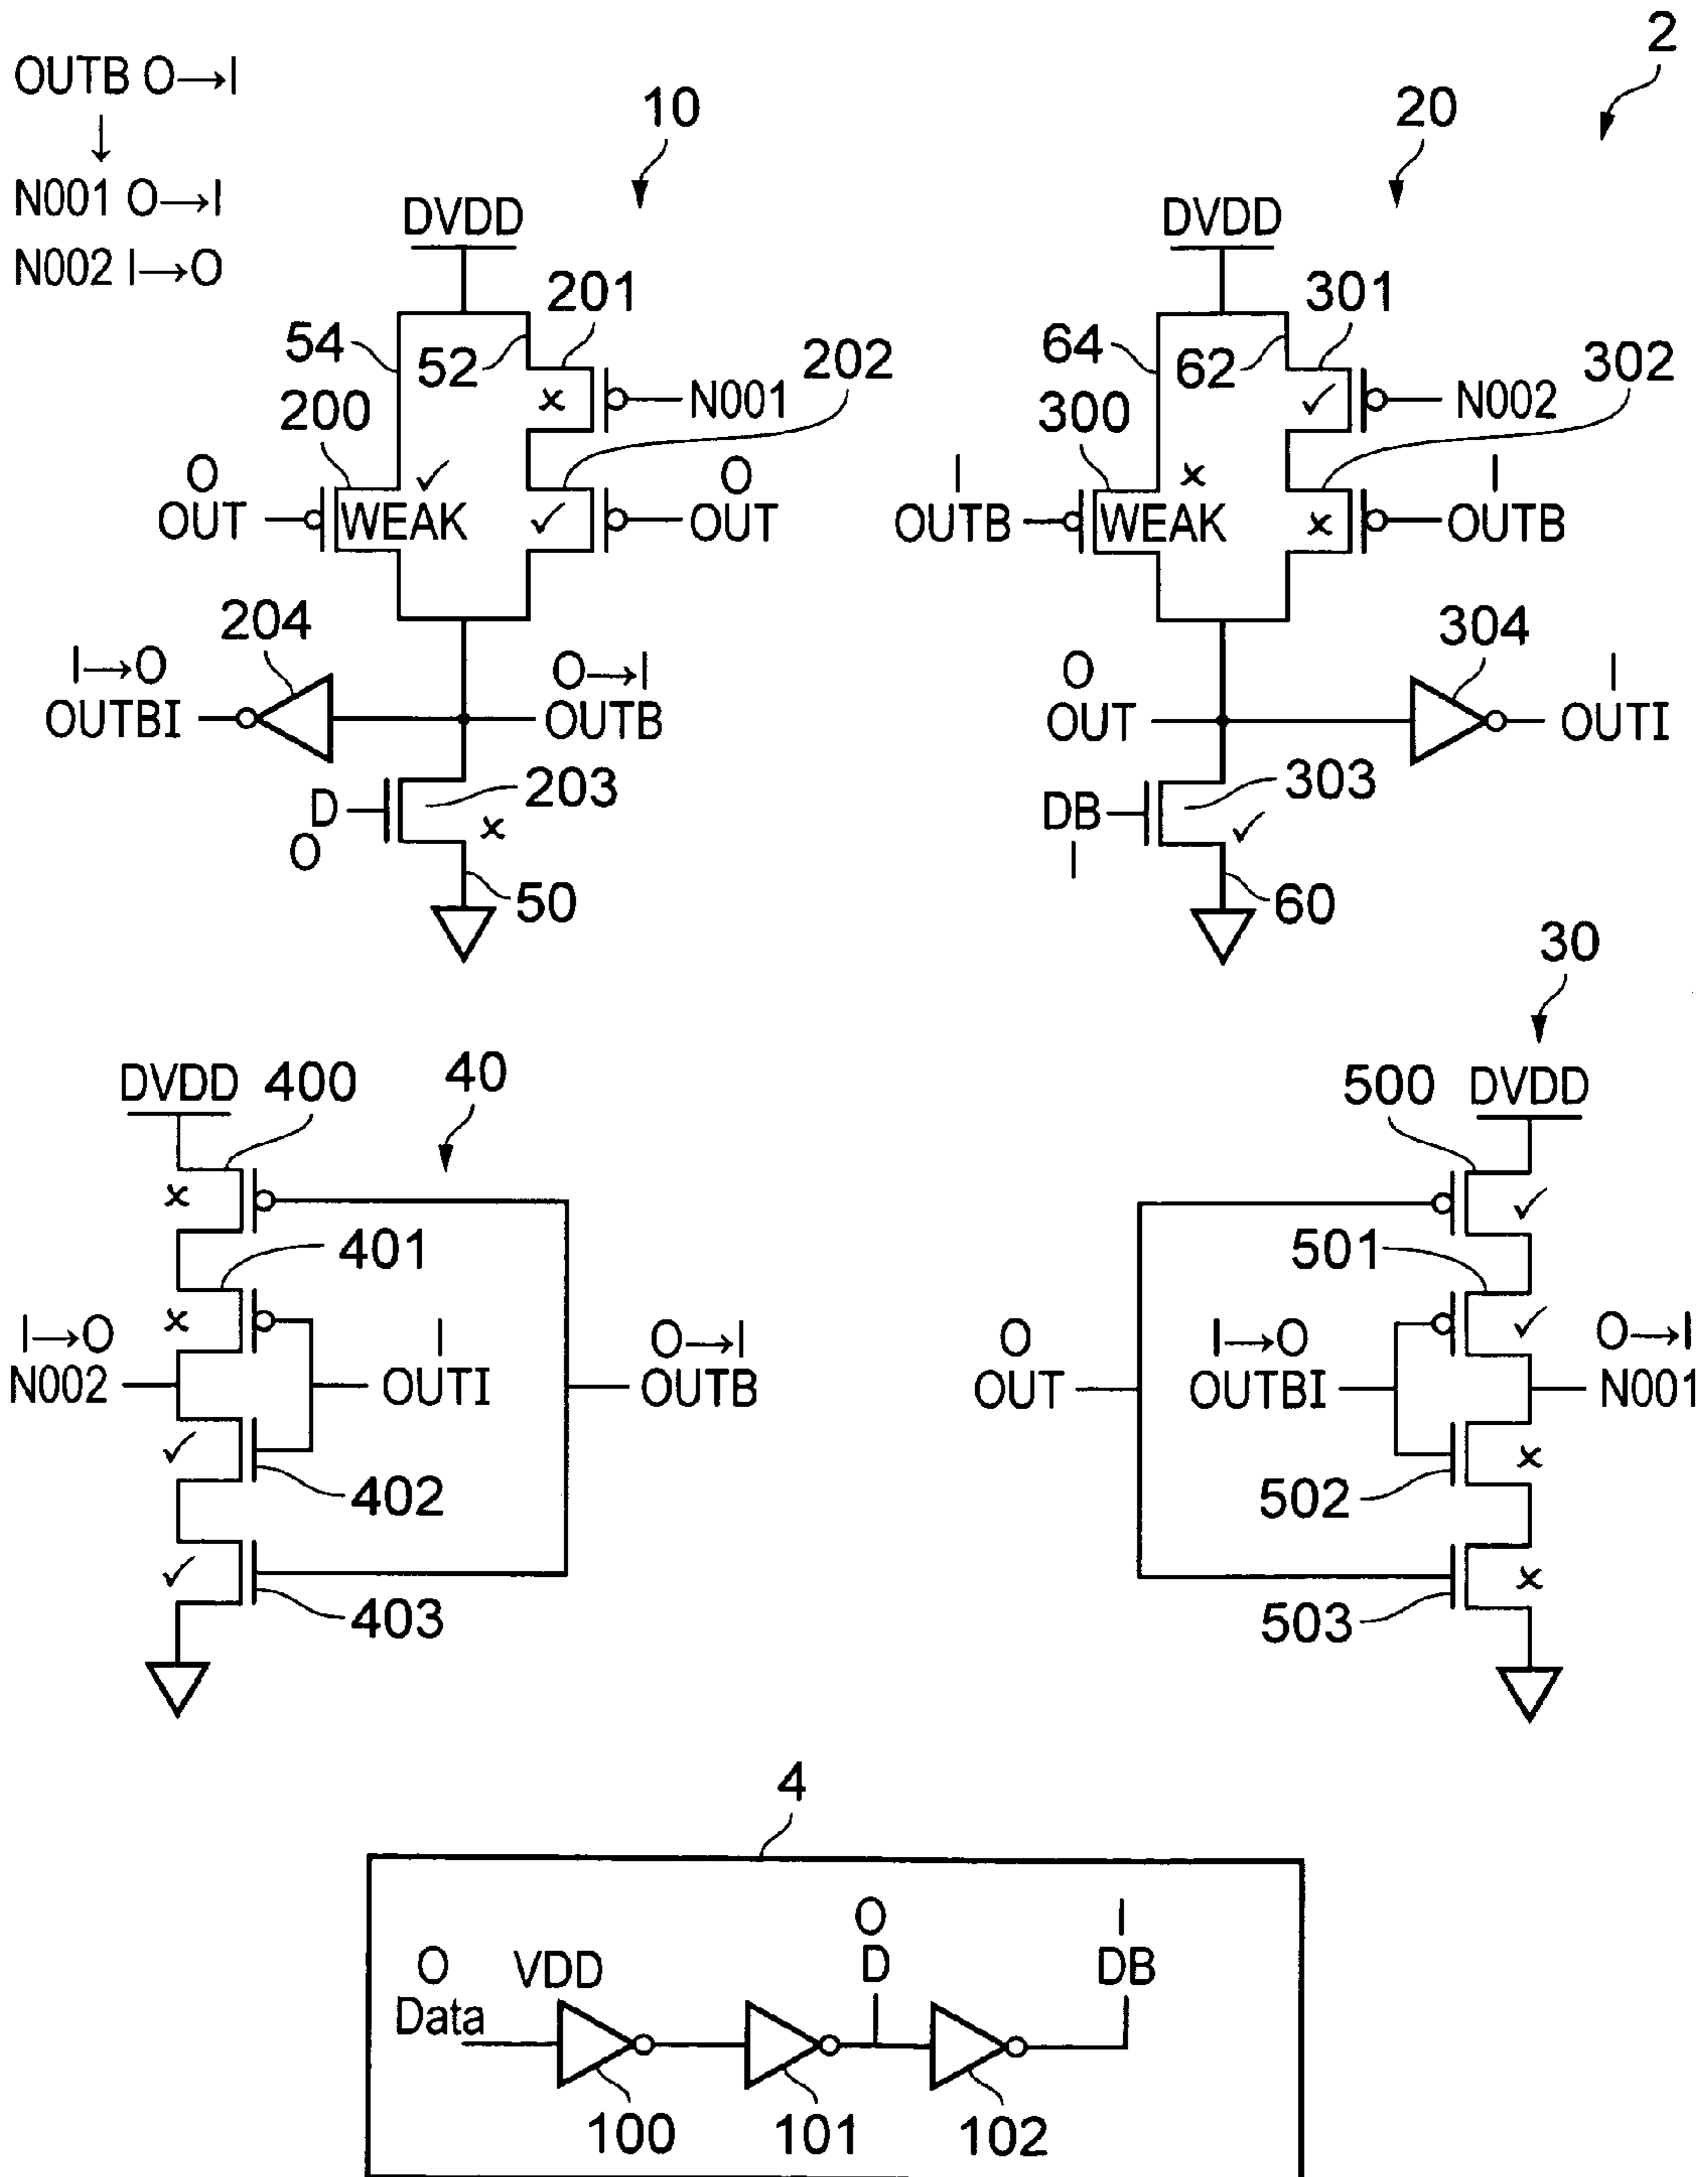 2
OUTB O→I
↓
N001 O→I
N002 I→O
10
20
DVDD
DVDD
201
301
54
52
202
64
62
302
200
N001
300
N002
O
OUT
WEAK
O
OUT
I
OUTB
WEAK
I
OUTB
204
304
I→O
OUTBI
O→I
OUTB
O
OUT
I
OUTI
D
O
203
DB
I
303
50
60
30
DVDD
400
40
500
DVDD
401
501
I→O
N002
I
OUTI
O→I
OUTB
O
OUT
I→O
OUTBI
O→I
N001
402
502
403
503
4
O
Data
VDD
O
D
I
DB
100
101
102